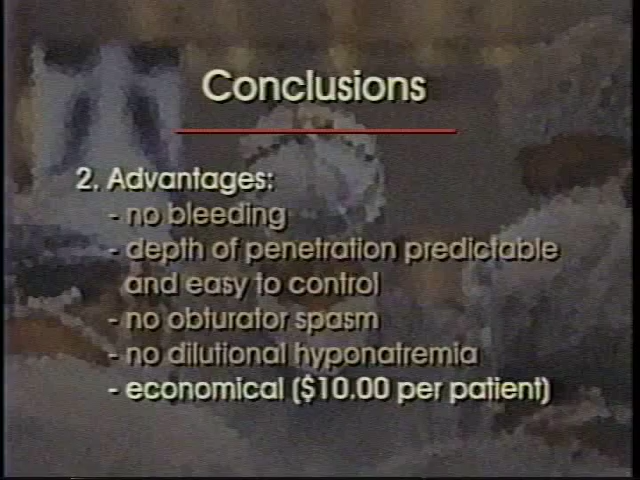 Conclusions
2. Advantages:
- no bleeding
- depth of penetration predictable
and easy to control
- no obturator spasm
- no dilutional hyponatremia
- economical ($10.00 per patient)